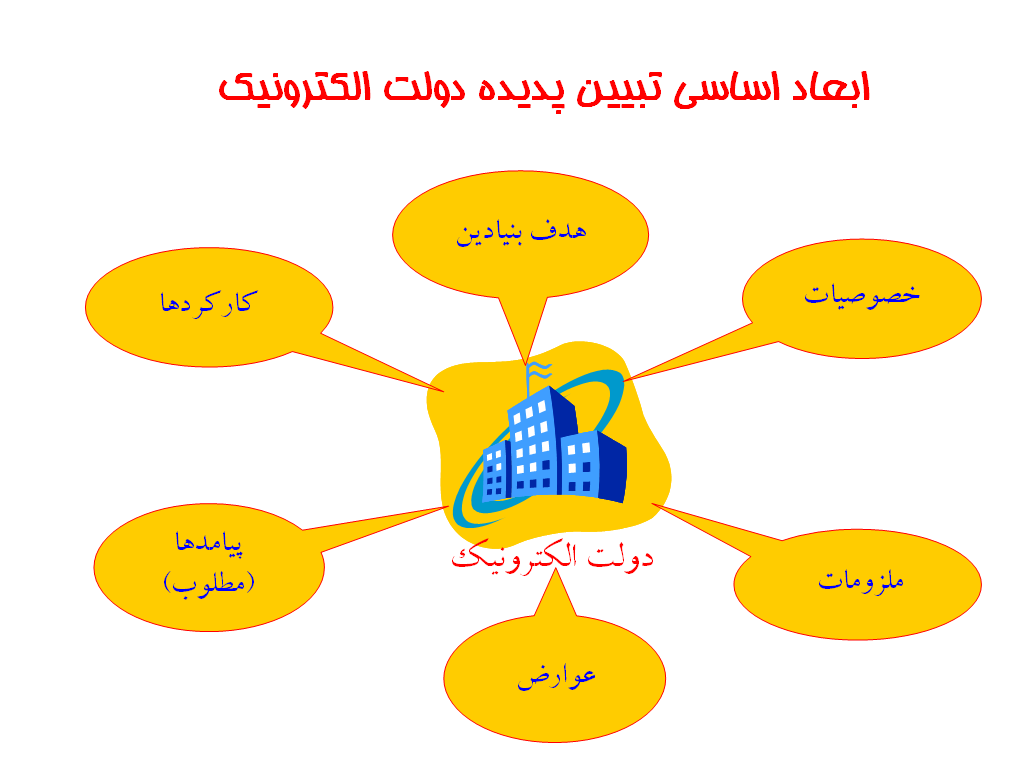 ابعاد اساسی تبیین پدیده دولت الکترونیک
هدف بنیادین
خصوصیات
کارکردها
دولت الکترونیک
پیامدها
(مطلوب)
ملزومات
عوارض